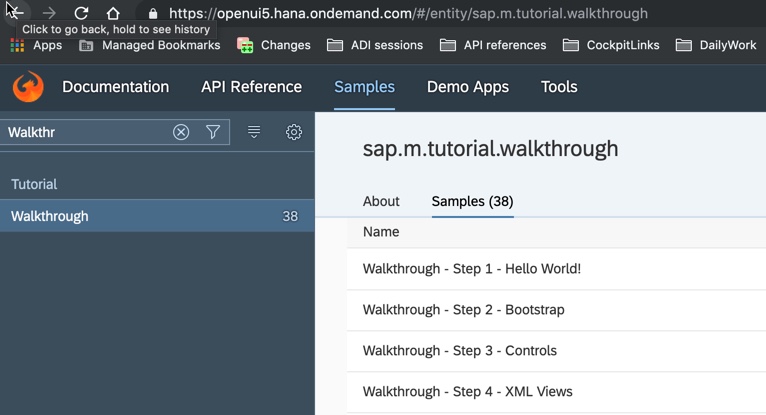 https://openui5.hana.ondemand.com/#/entity/sap.m.tutorial.walkthrough
Click to go back, hold to see history
Apps Managed Bookmarks Changes ADI sessions API references CockpitLinks DailyWork
Documentation API Reference Samples Demo Apps Tools
Walkthr
sap.m.tutorial.walkthrough
Tutorial
About Samples (38)
Walkthrough 38
Name
Walkthrough - Step 1 - Hello World!
Walkthrough - Step 2 - Bootstrap
Walkthrough - Step 3 - Controls
Walkthrough - Step 4 - XML Views